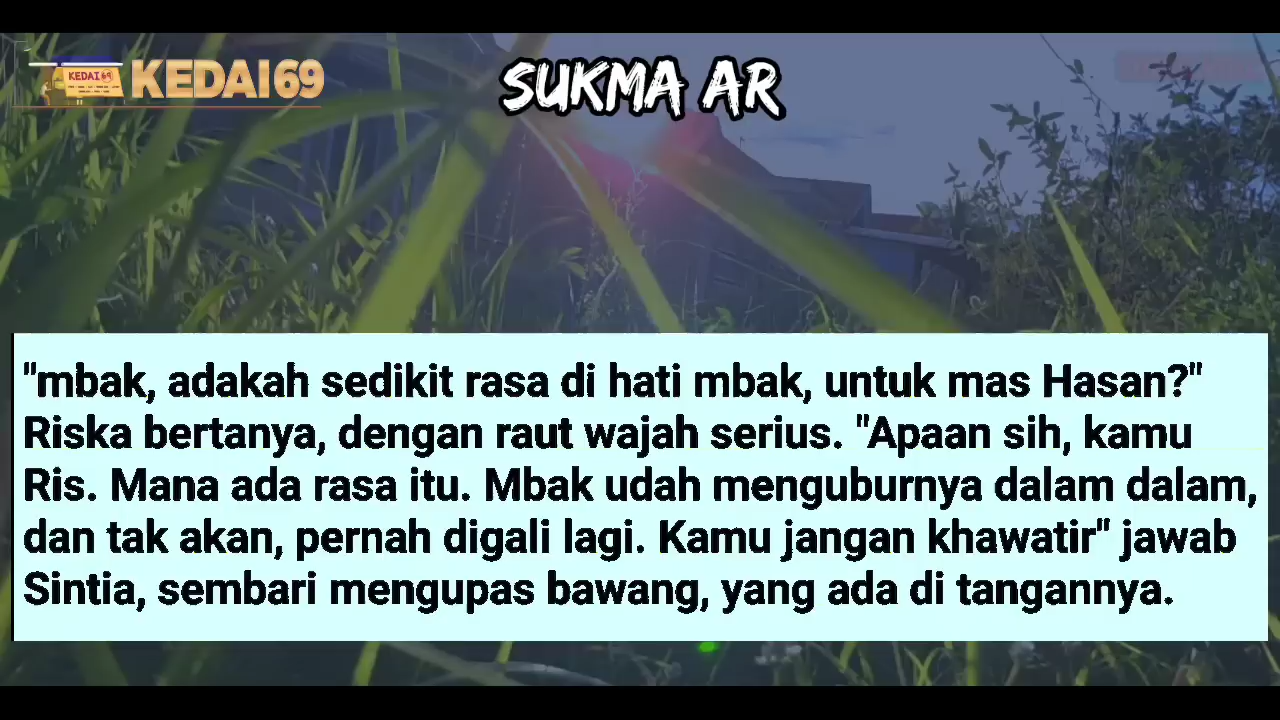 KEDAI 69
KEDAI69
SUKMA AR
"mbak, adakah sedikit rasa di hati mbak, untuk mas Hasan?"
Riska bertanya, dengan raut wajah serius. "Apaan sih, kamu
Ris. Mana ada rasa itu. Mbak udah menguburnya dalam dalam,
dan tak akan, pernah digali lagi. Kamu jangan khawatir" jawab
Sintia, sembari mengupas bawang, yang ada di tangannya.